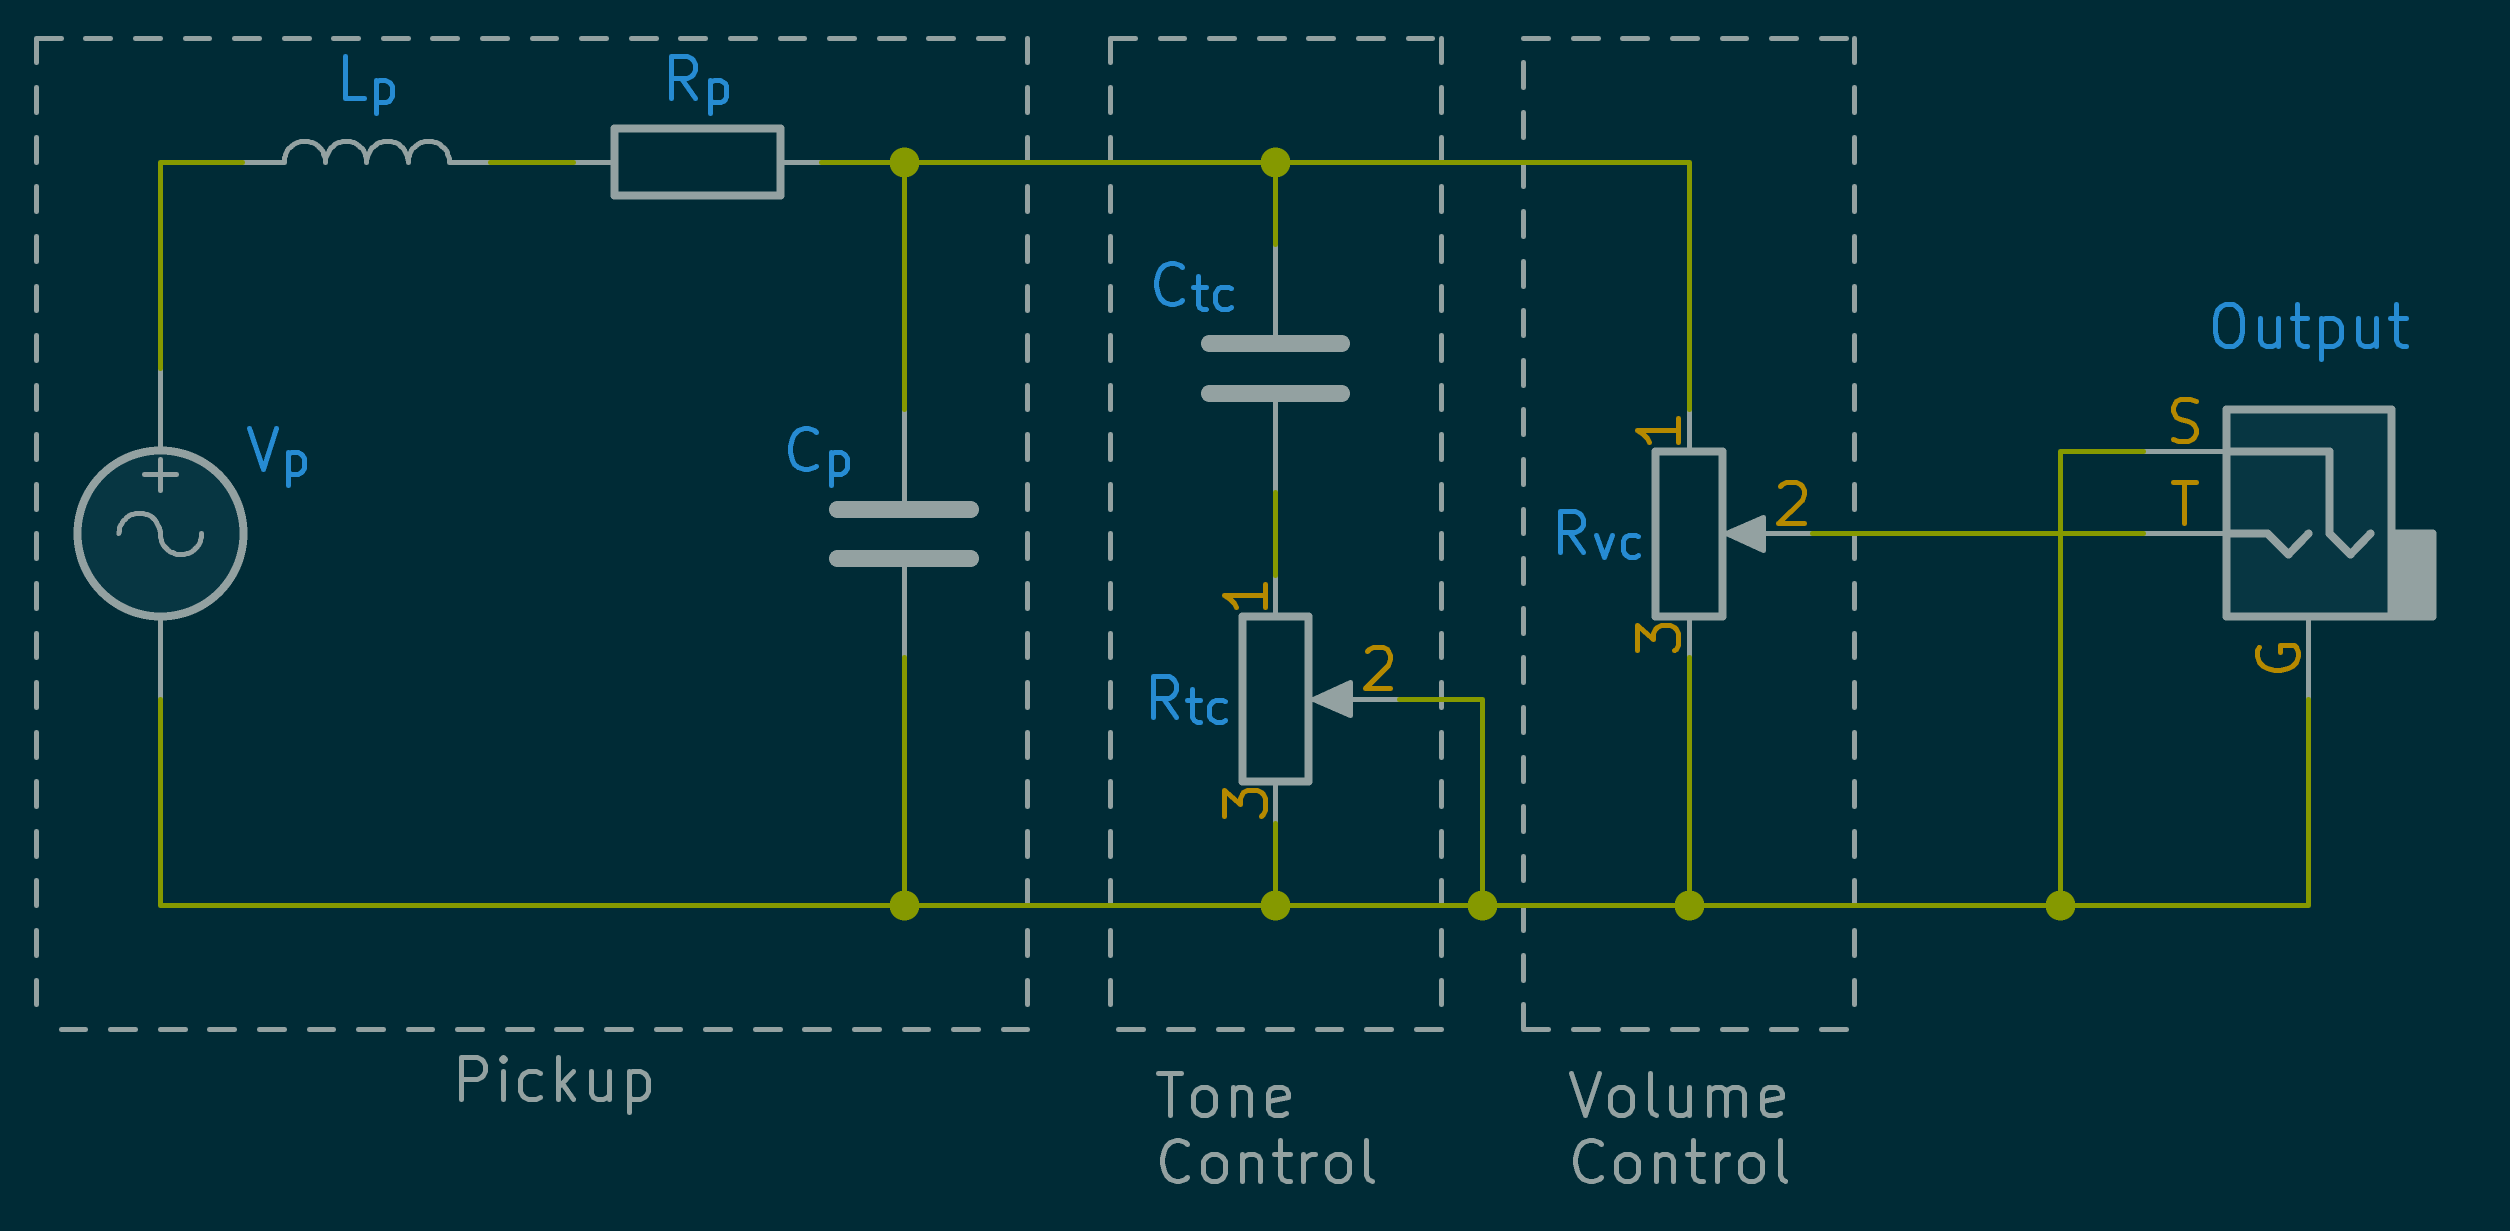 Lp
Rp
Vp
Cp
Ctc
1
2
3
Rtc
1
2
3
Rvc
Output
S
T
G
Pickup
Tone
Control
Volume
Control